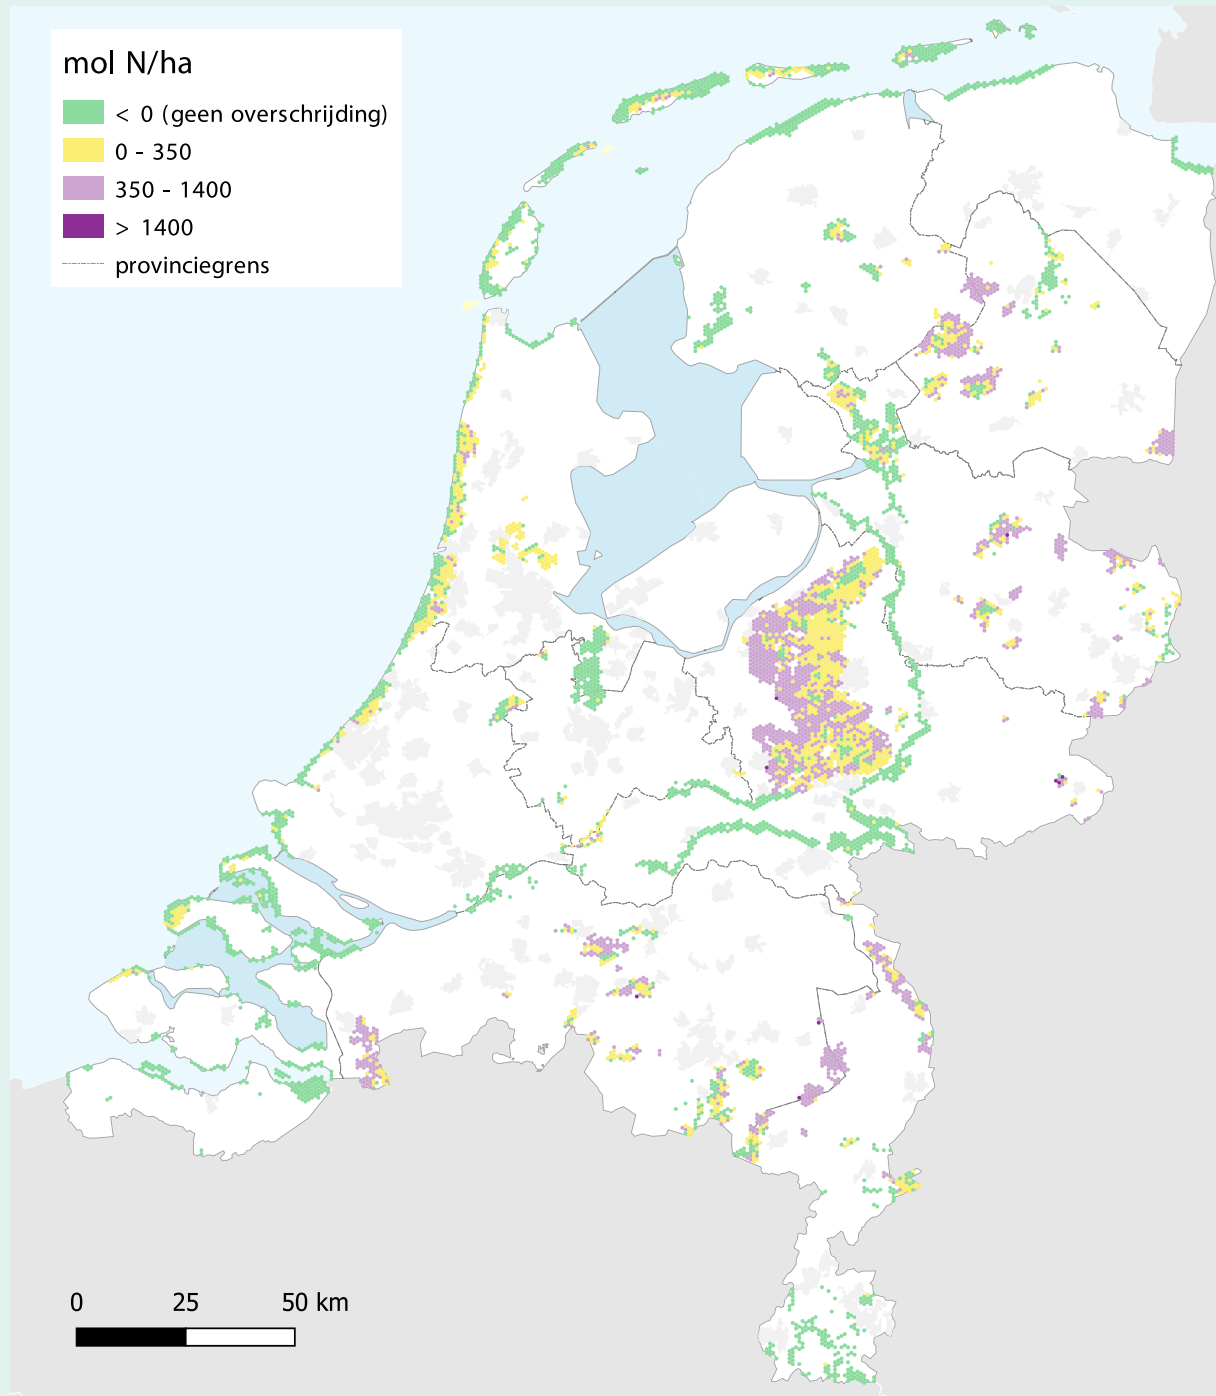 mol N/ha
< 0 (geen overschrijding)
0 - 350
350 - 1400
> 1400
provinciegrens
0 25 50 km